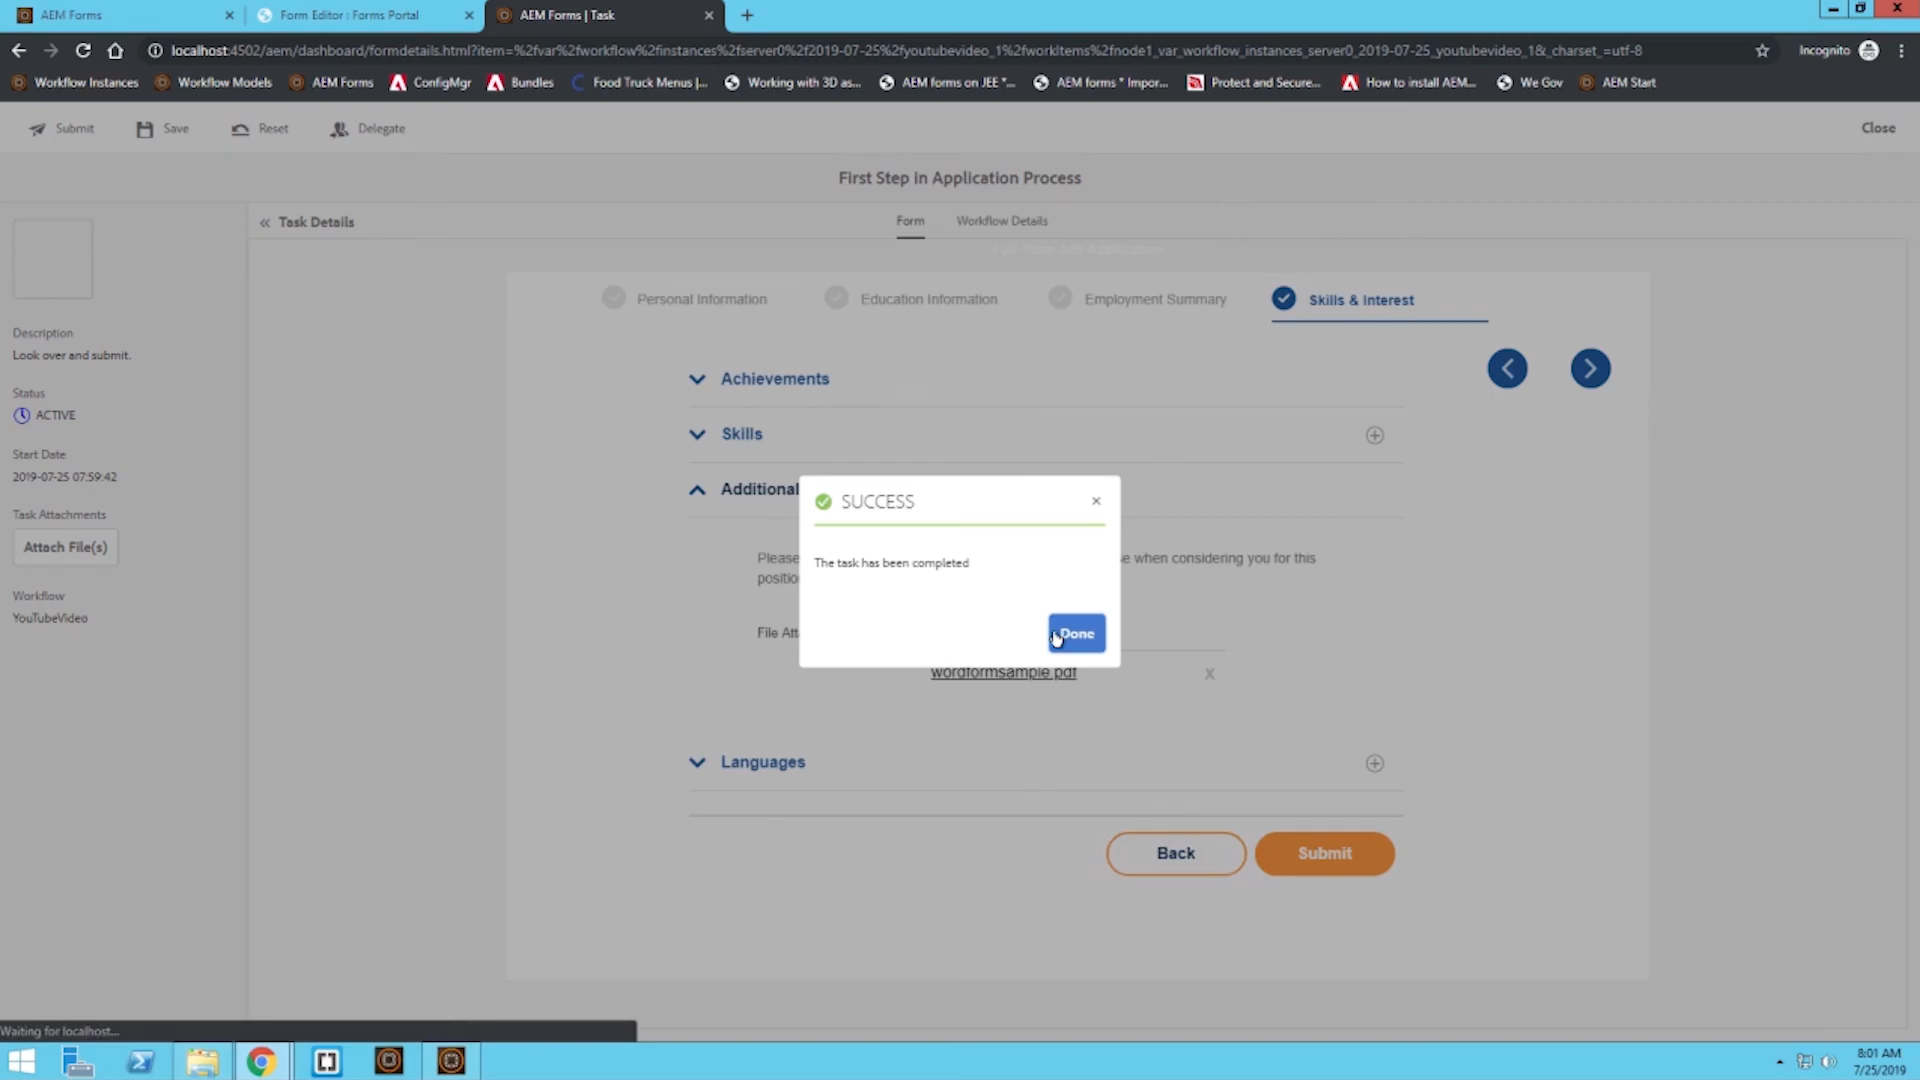 AEM Forms
Form Editor : Forms Portal
AEM Forms | Task
localhost:4502/aem/dashboard/formdetails.html?item=%2fvar%2fworkflow%2finstances%2fserver0%2f2019-07-25%2fyoutubevideo_1%2fworkItems%2fnode1_var_workflow_instances_server0_2019-07-25_youtubevideo_1&_charset_=utf-8
Incognito
Workflow Instances
Workflow Models
AEM Forms
ConfigMgr
Bundles
Food Truck Menus |...
Working with 3D as...
AEM forms on JEE *...
AEM forms * Impor...
Protect and Secure...
How to install AEM...
We Gov
AEM Start
Submit
Save
Reset
Delegate
Close
First Step in Application Process
Task Details
Form
Workflow Details
Description
Look over and submit.
Status
ACTIVE
Start Date
2019-07-25 07:59:42
Task Attachments
Attach File(s)
Workflow
YouTubeVideo
Personal Information
Education Information
Employment Summary
Skills & Interest
Achievements
Skills
Additional
SUCCESS
×
Please
e when considering you for this
The task has been completed
positio
File Att
Done
wordformsample.pdf
X
Languages
Back
Submit
Waiting for localhost...
8:01 AM
7/25/2019